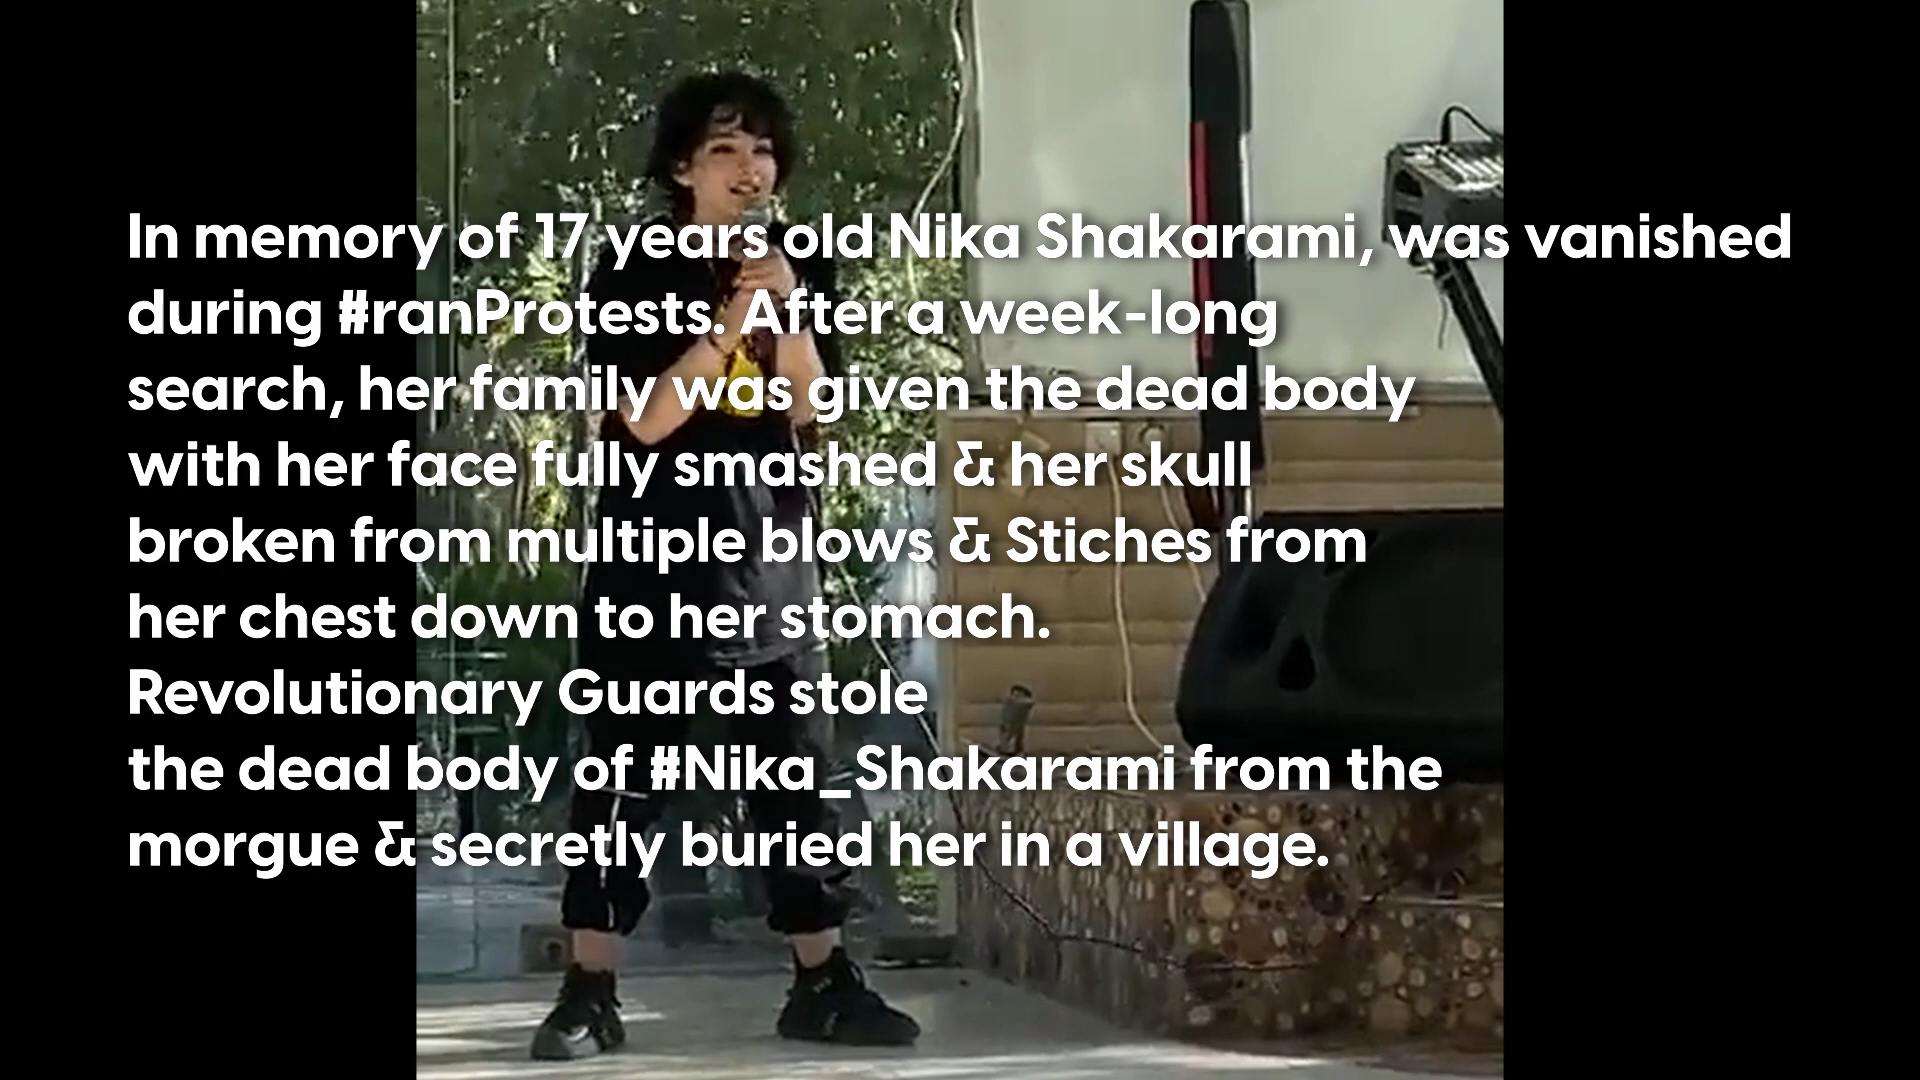 In memory of 17 years old Nika Shakarami, was vanished
during #ranProtests. After a week-long
search, her family was given the dead body
with her face fully smashed & her skull
broken from multiple blows & Stiches from
her chest down to her stomach.
Revolutionary Guards stole
the dead body of #Nika_Shakarami from the
morgue & secretly buried her in a village.